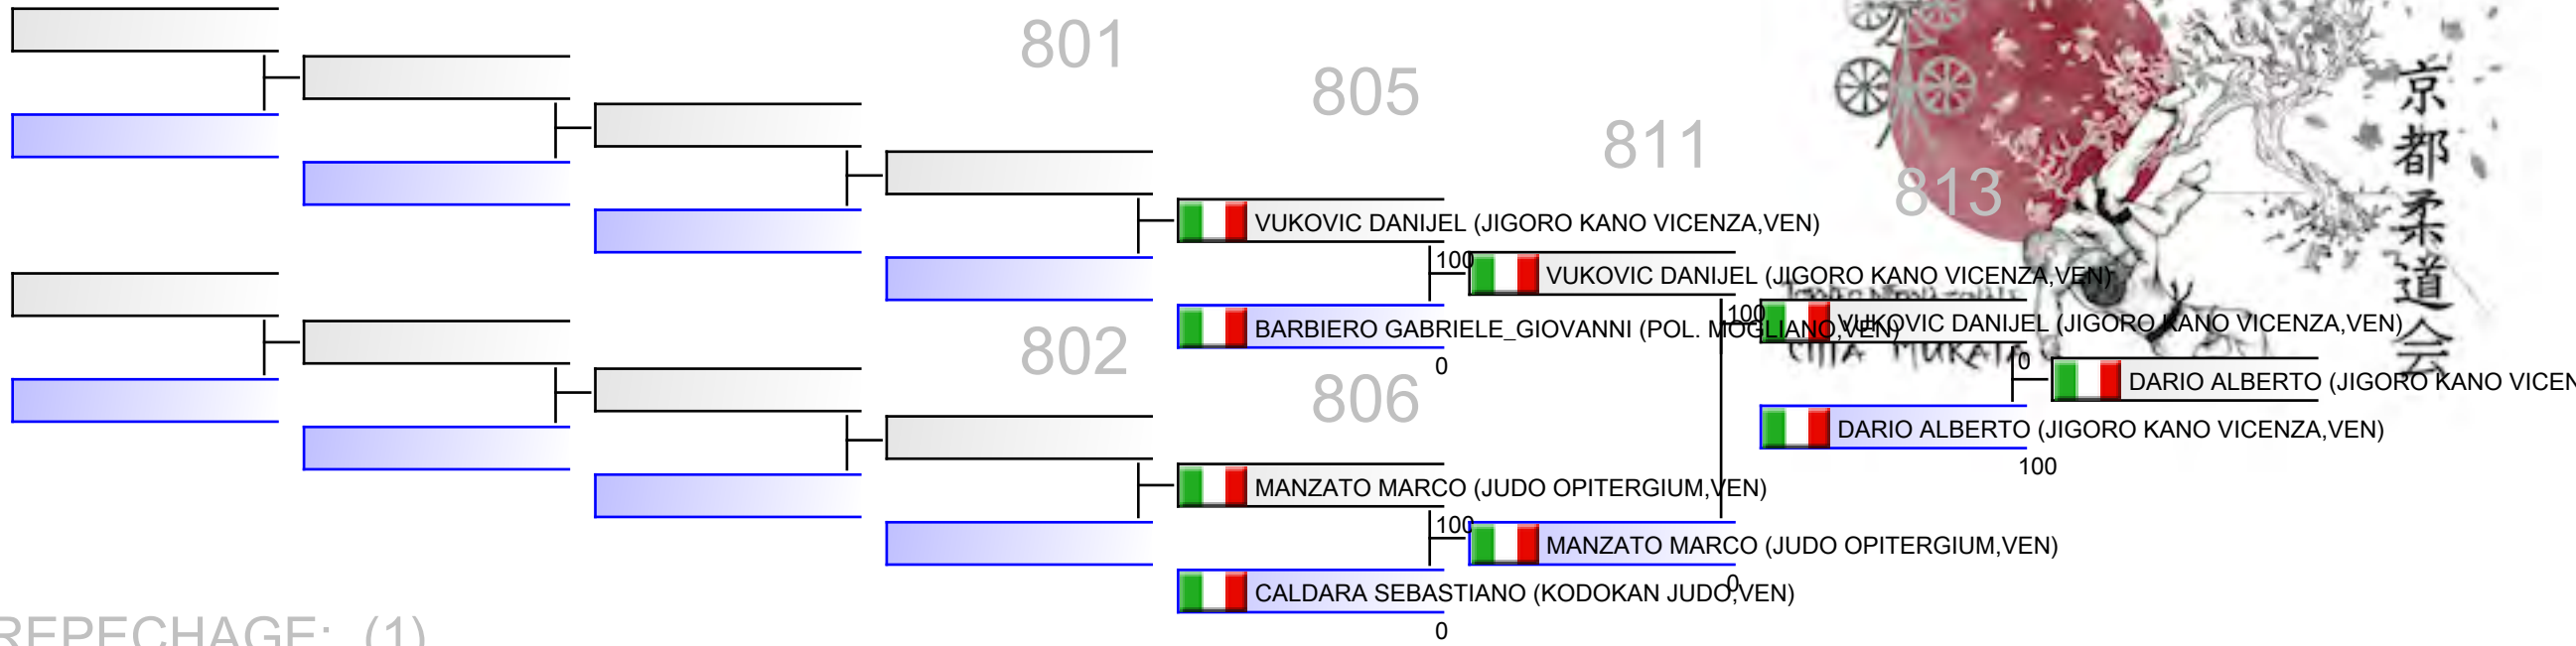 801
805
811
813
京都柔道会
VUKOVIC DANIJEL (JIGORO KANO VICENZA,VEN)
100
VUKOVIC DANIJEL (JIGORO KANO VICENZA,VEN)
BARBIERO GABRIELE_GIOVANNI (POL. MOGLIANO,VEN)
0
100
VUKOVIC DANIJEL (JIGORO KANO VICENZA,VEN)
0
DARIO ALBERTO (JIGORO KANO VICEN
DARIO ALBERTO (JIGORO KANO VICENZA,VEN)
100
802
806
MANZATO MARCO (JUDO OPITERGIUM,VEN)
100
MANZATO MARCO (JUDO OPITERGIUM,VEN)
0
CALDARA SEBASTIANO (KODOKAN JUDO,VEN)
0
REPECHAGE: (1)